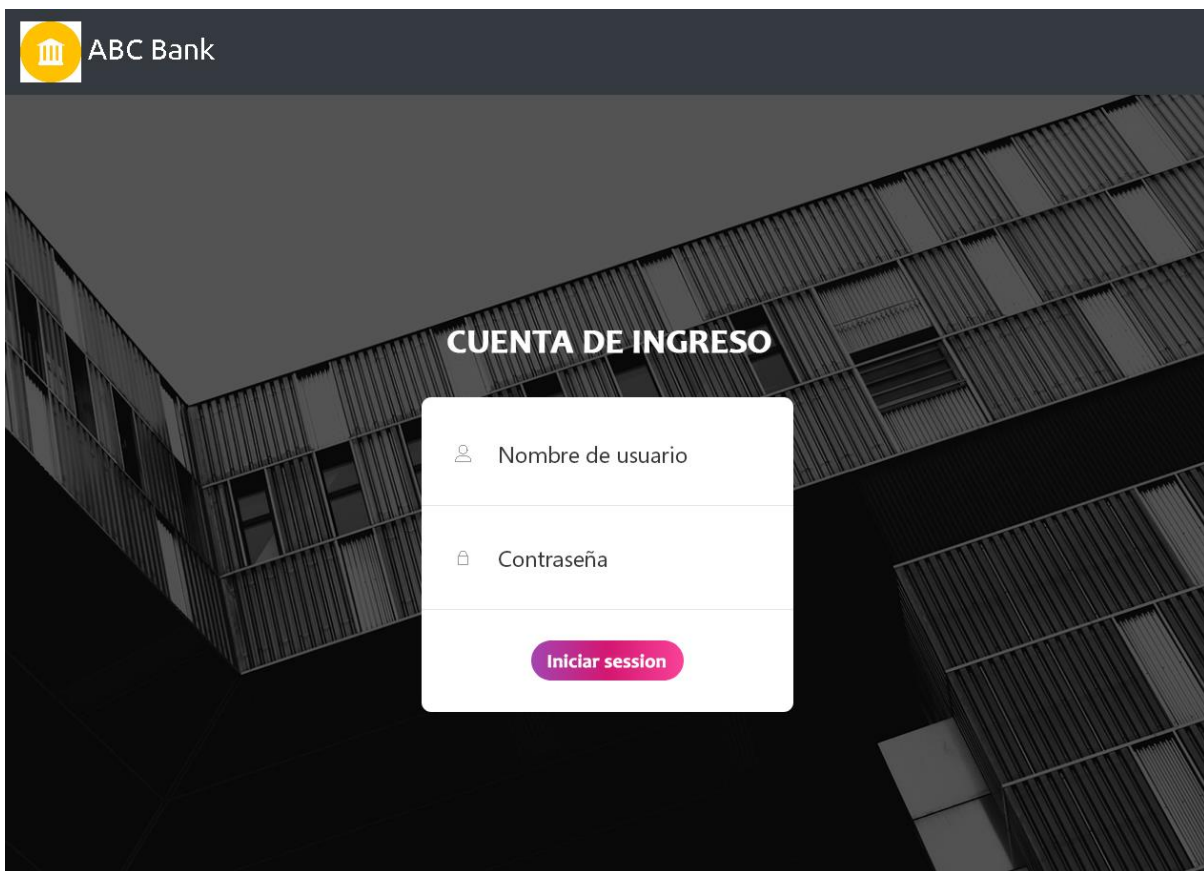 ABC Bank
CUENTA DE INGRESO
Nombre de usuario
Contraseña
Iniciar session